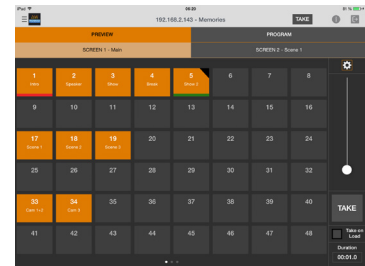 iPad 09:20 81 %
192.168.2.143 - Memories TAKE
PREVIEW PROGRAM
SCREEN 1 - Main SCREEN 2 - Scene 1
1 2 3 4 5 6 7 8
Intro Speaker Show Break Show 2
9 10 11 12 13 14 15 16
17 18 19 20 21 22 23 24
Scene 1 Scene 2 Scene 3
25 26 27 28 29 30 31 32
33 34 35 36 37 38 39 40
Cam 1+2 Cam 3
TAKE
41 42 43 44 45 46 47 48
Take on
Load
Duration
00:01.0